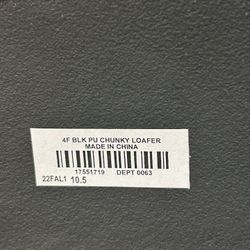 4F BLK PU CHUNKY LOAFER
MADE IN CHINA
17551719 DEPT 0063
22FAL1 10.5